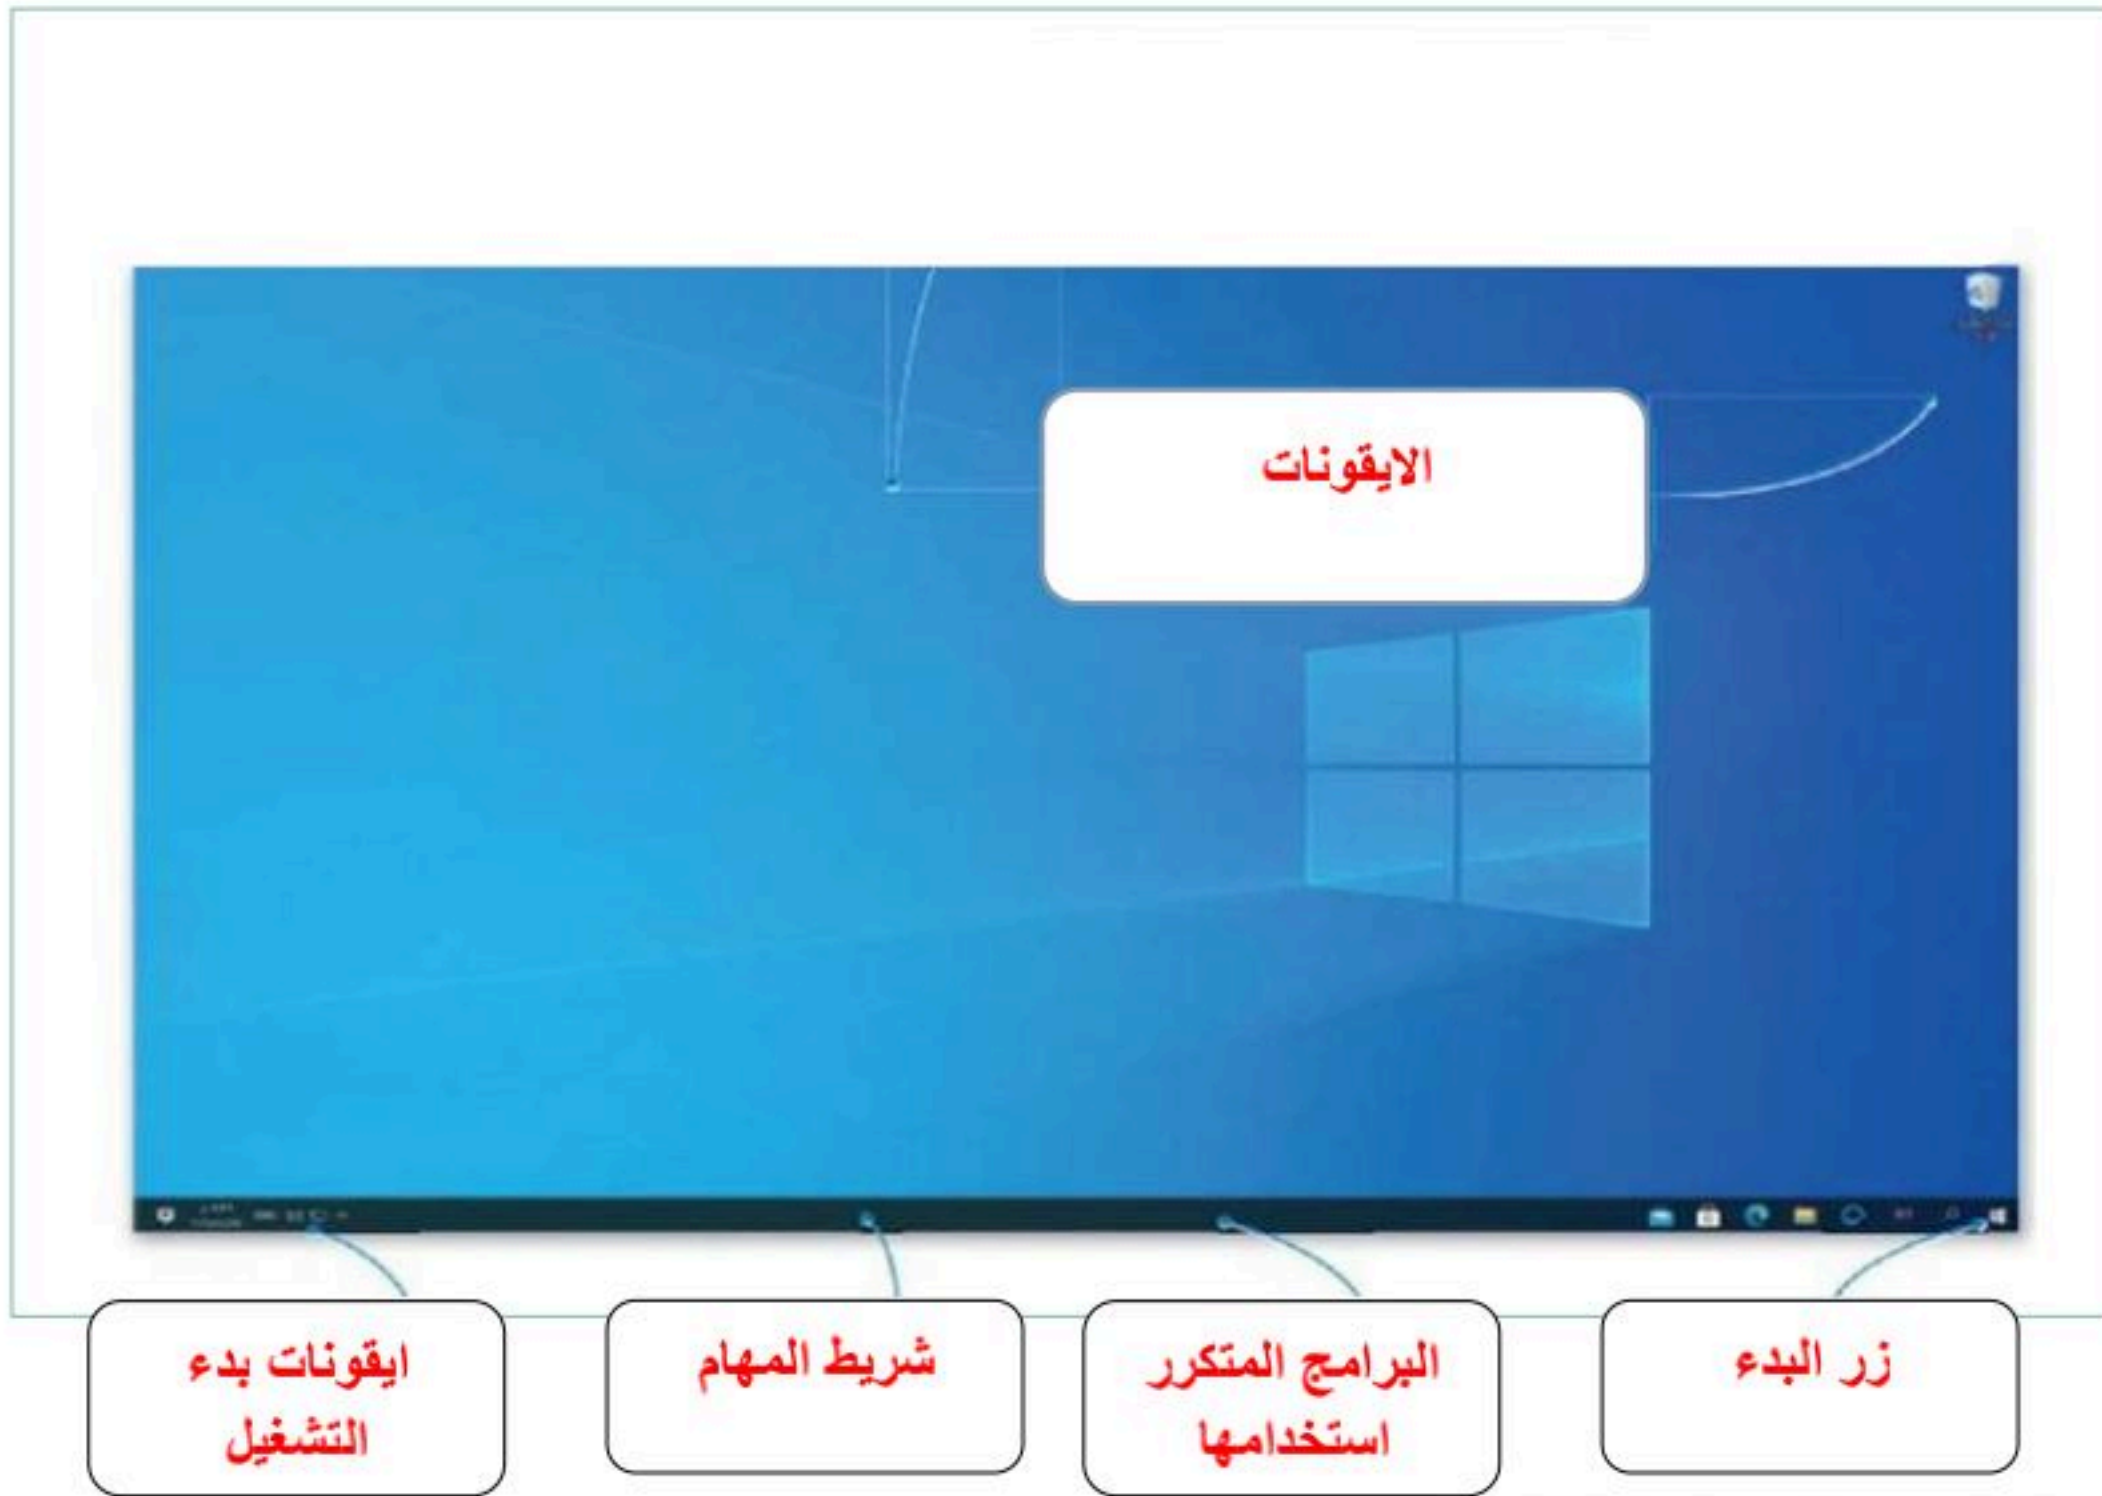 الايقونات
زر البدء
البرامج المتكرر
استخدامها
شريط المهام
ايقونات بدء
التشغيل